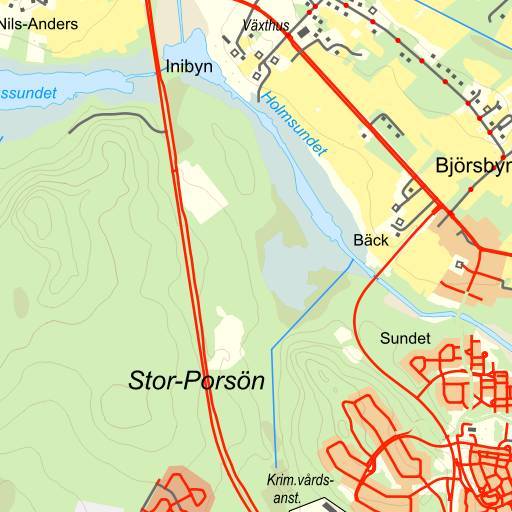 Nils-Anders
Växthus
Inibyn
ssundet
Holmsundet
Björsbyn
Bäck
Sundet
Stor-Porsön
Krim.vårds-
anst.